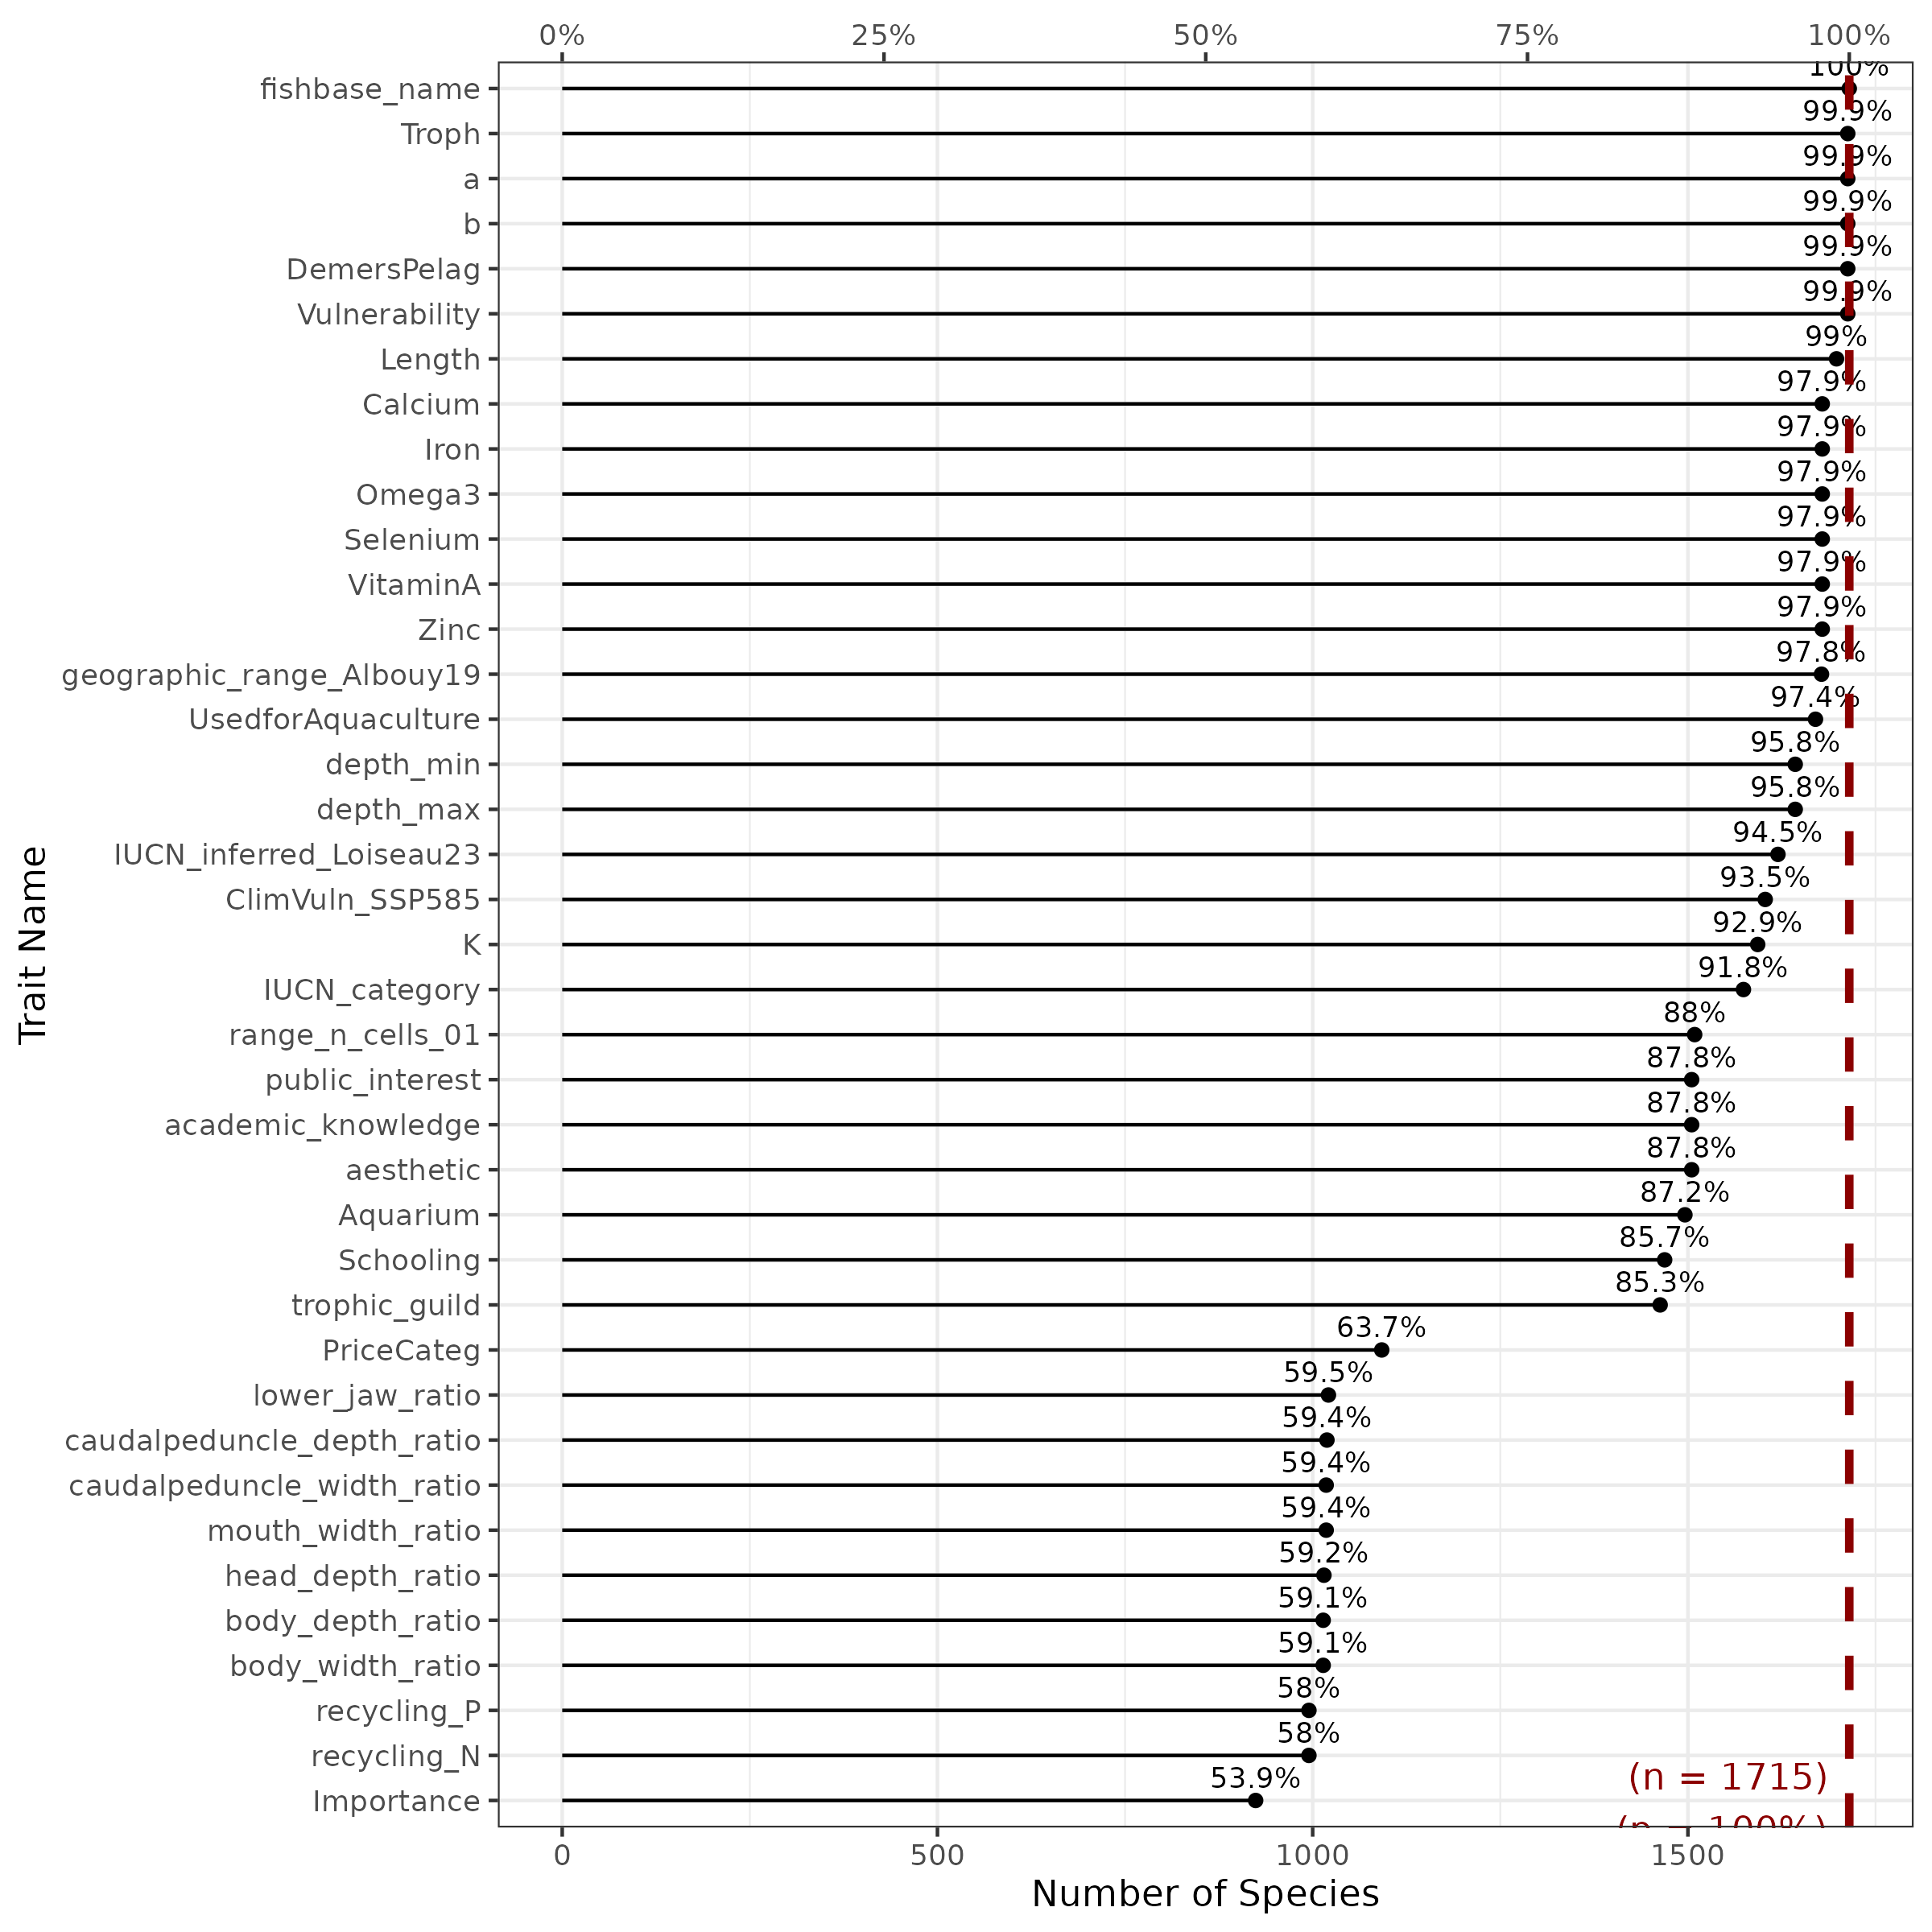 0% 25% 50% 75% 100%
fishbase_name 100%
Troph 99.9%
a 99.9%
b 99.9%
DemersPelag 99.9%
Vulnerability 99.9%
Length 99%
Calcium 97.9%
Iron 97.9%
Omega3 97.9%
Selenium 97.9%
VitaminA 97.9%
Zinc 97.9%
geographic_range_Albouy19 97.8%
UsedforAquaculture 97.4%
depth_min 95.8%
depth_max 95.8%
IUCN_inferred_Loiseau23 94.5%
ClimVuln_SSP585 93.5%
K 92.9%
IUCN_category 91.8%
range_n_cells_01 88%
public_interest 87.8%
academic_knowledge 87.8%
aesthetic 87.8%
Aquarium 87.2%
Schooling 85.7%
trophic_guild 85.3%
PriceCateg 63.7%
lower_jaw_ratio 59.5%
caudalpeduncle_depth_ratio 59.4%
caudalpeduncle_width_ratio 59.4%
mouth_width_ratio 59.4%
head_depth_ratio 59.2%
body_depth_ratio 59.1%
body_width_ratio 59.1%
recycling_P 58%
recycling_N 58%
Importance 53.9%
(n = 1715)
(n = 100%)
0 500 1000 1500
Number of Species
Trait Name